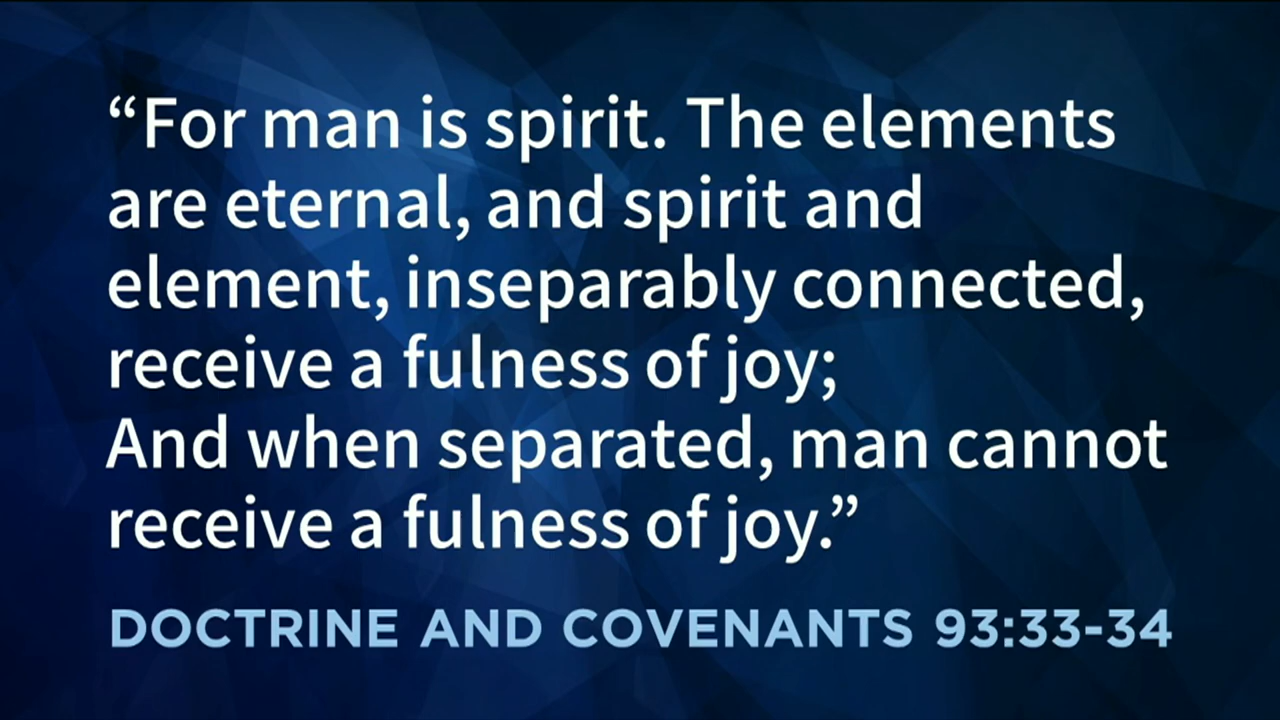 “For man is spirit. The elements
are eternal, and spirit and
element, inseparably connected,
receive a fulness of joy;
And when separated, man cannot
receive a fulness of joy.”
DOCTRINE AND COVENANTS 93:33-34